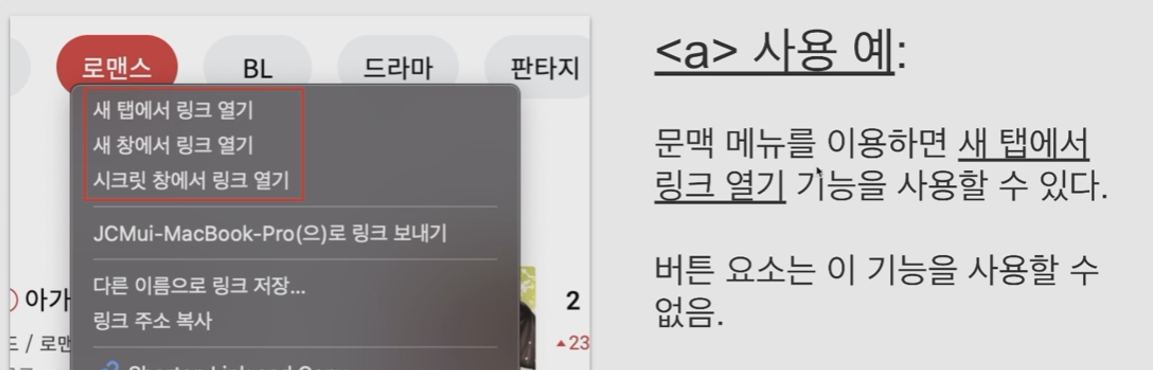 로맨스
BL
드라마
판타지
새 탭에서 링크 열기
새 창에서 링크 열기
시크릿 창에서 링크 열기
JCMui-MacBook-Pro(으)로 링크 보내기
다른 이름으로 링크 저장...
링크 주소 복사
아가
/ 로맨
2
▲23
<a> 사용 예:
문맥 메뉴를 이용하면 새 탭에서
링크 열기 기능을 사용할 수 있다.
버튼 요소는 이 기능을 사용할 수
없음.